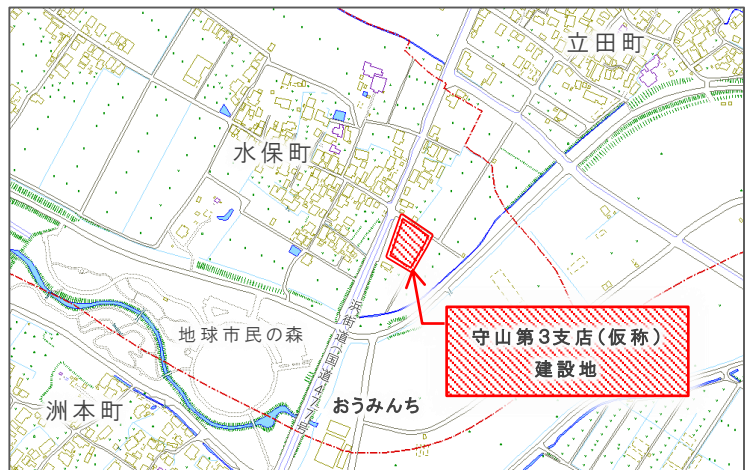 立田町
水保町
守山第3支店(仮称)
建設地
地球市民の森
浜街道(国道477号)
おうみんち
洲本町